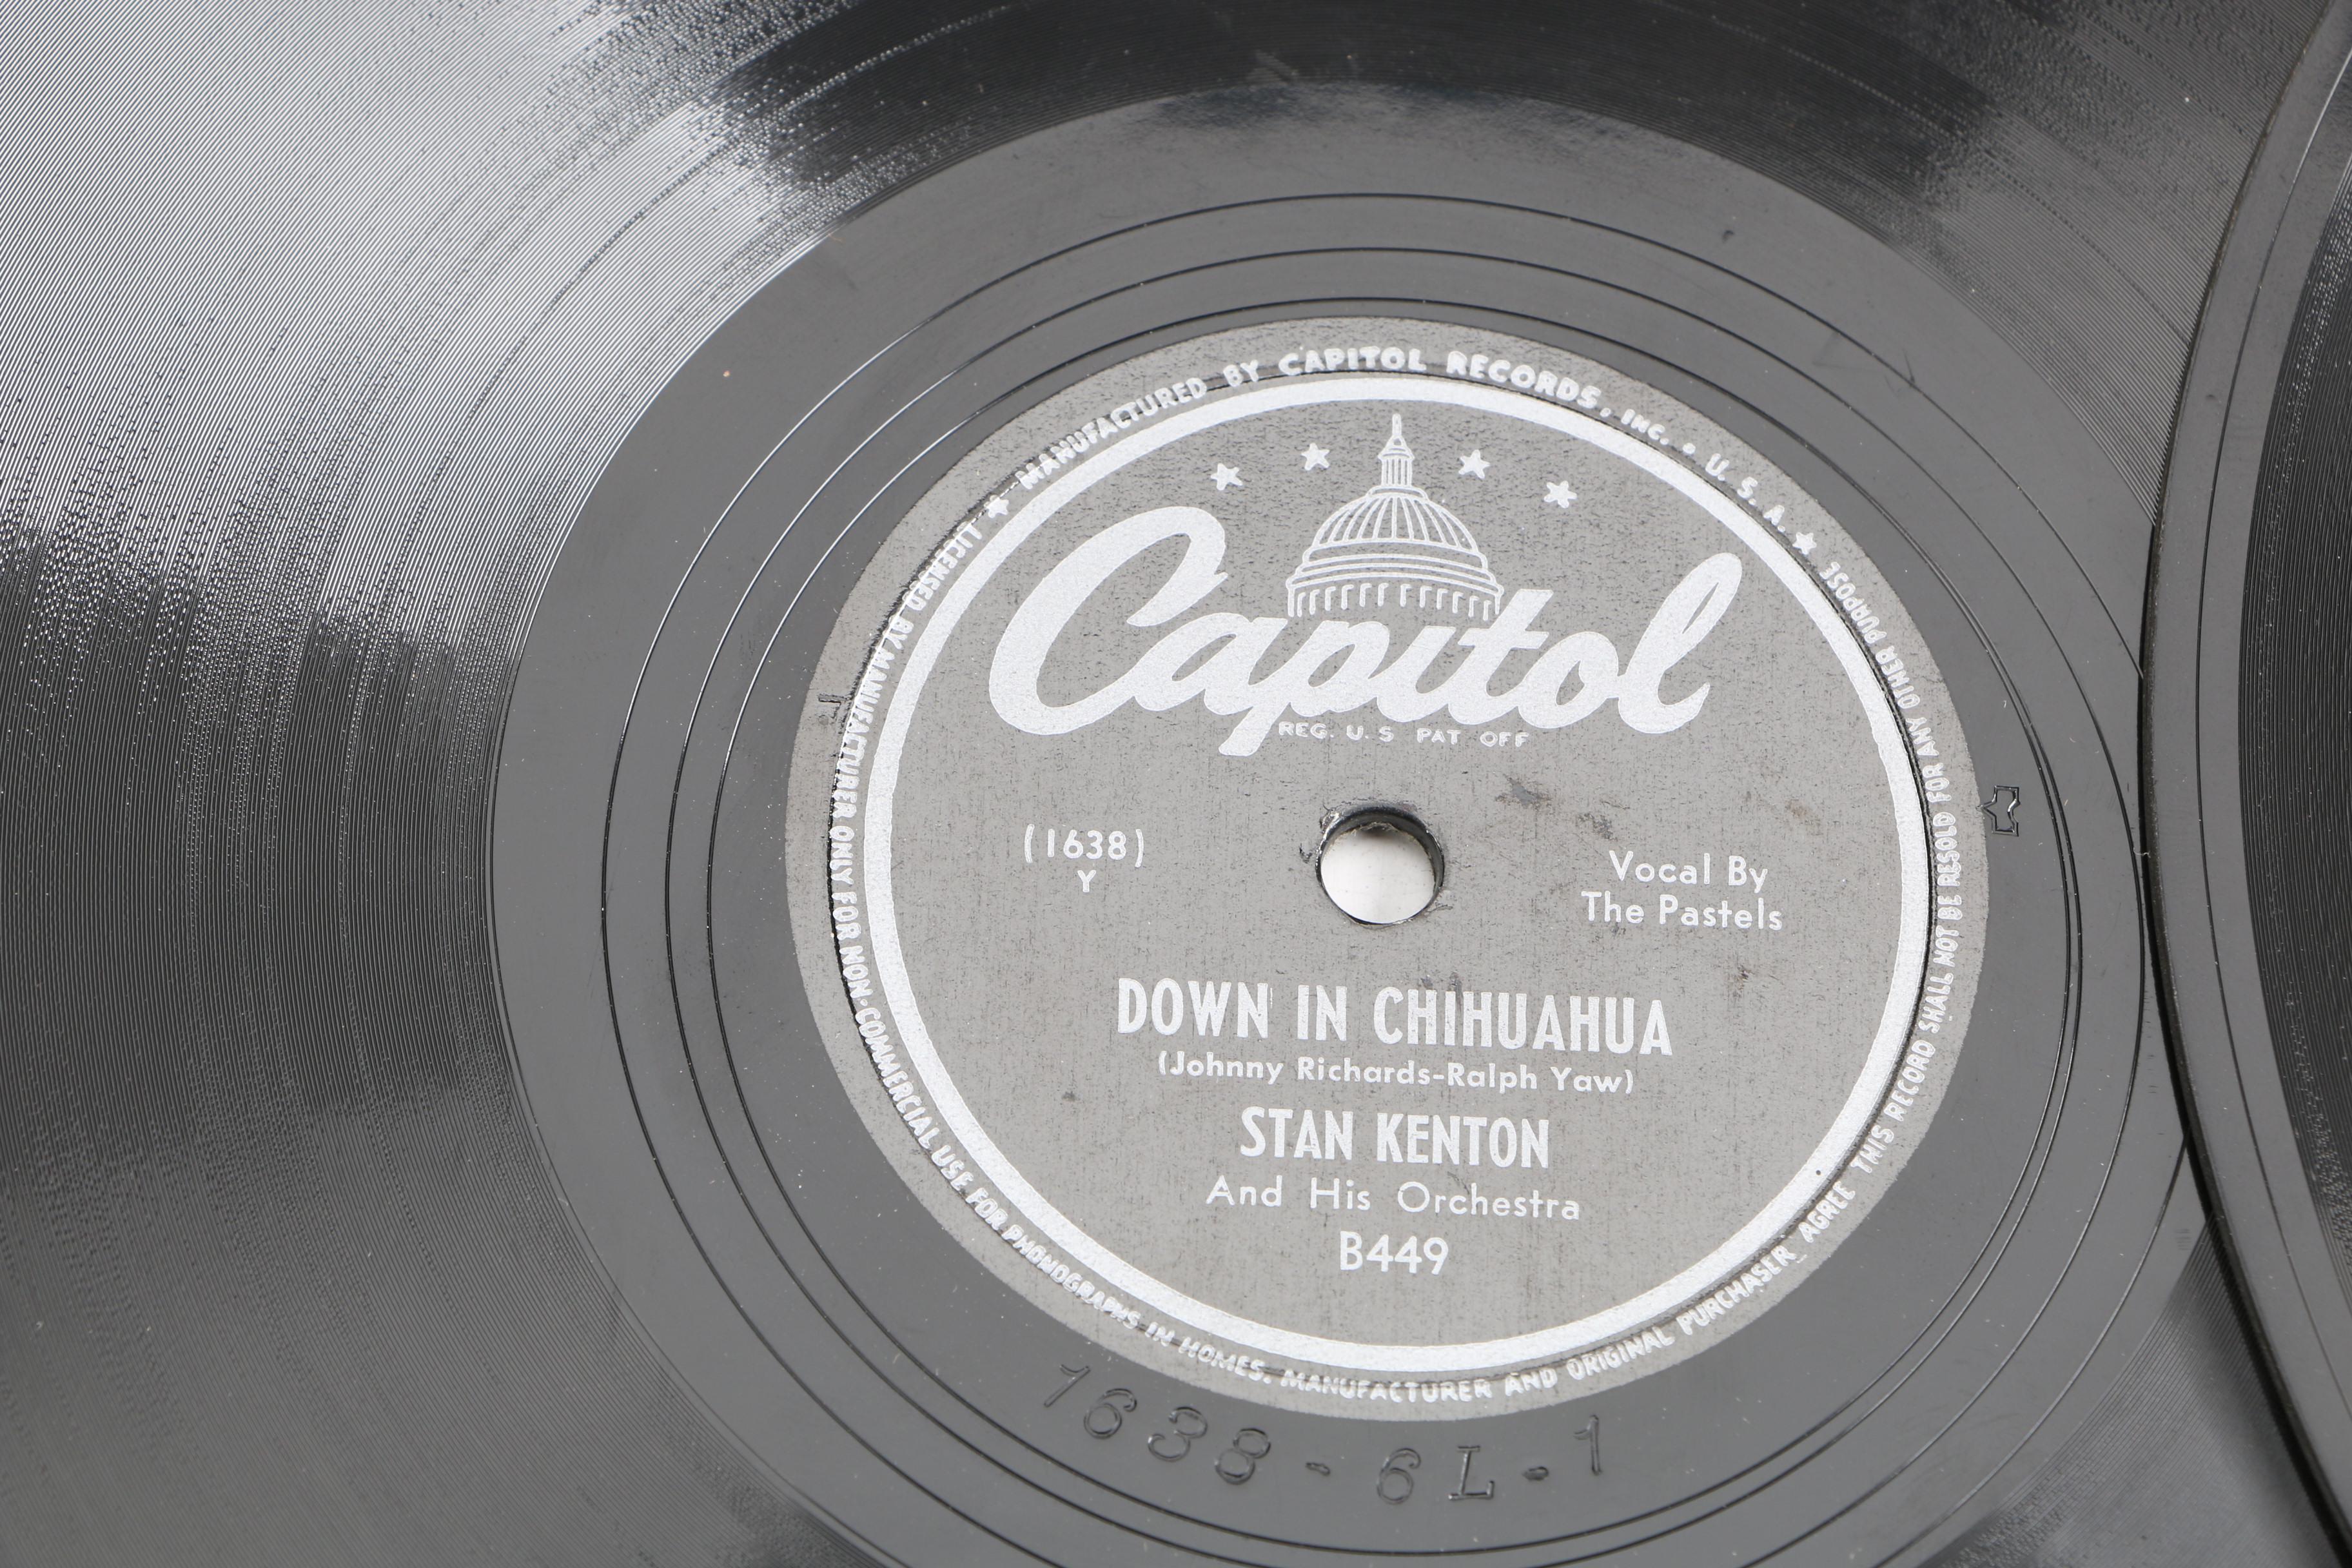 ★ MANUFACTURED BY CAPITOL RECORDS, INC. • U. S. A. ★
Capitol
REG. U. S PAT OFF
(1638)
Y
Vocal By
The Pastels
DOWN IN CHIHUAHUA
(Johnny Richards-Ralph Yaw)
STAN KENTON
And His Orchestra
B449
LICENSED BY MANUFACTURER ONLY FOR NON-COMMERCIAL USE FOR PHONOGRAPHS IN HOMES. MANUFACTURER AND ORIGINAL PURCHASER AGREE THIS RECORD SHALL NOT BE RESOLD FOR ANY OTHER PURPOSE
1638-6L-1